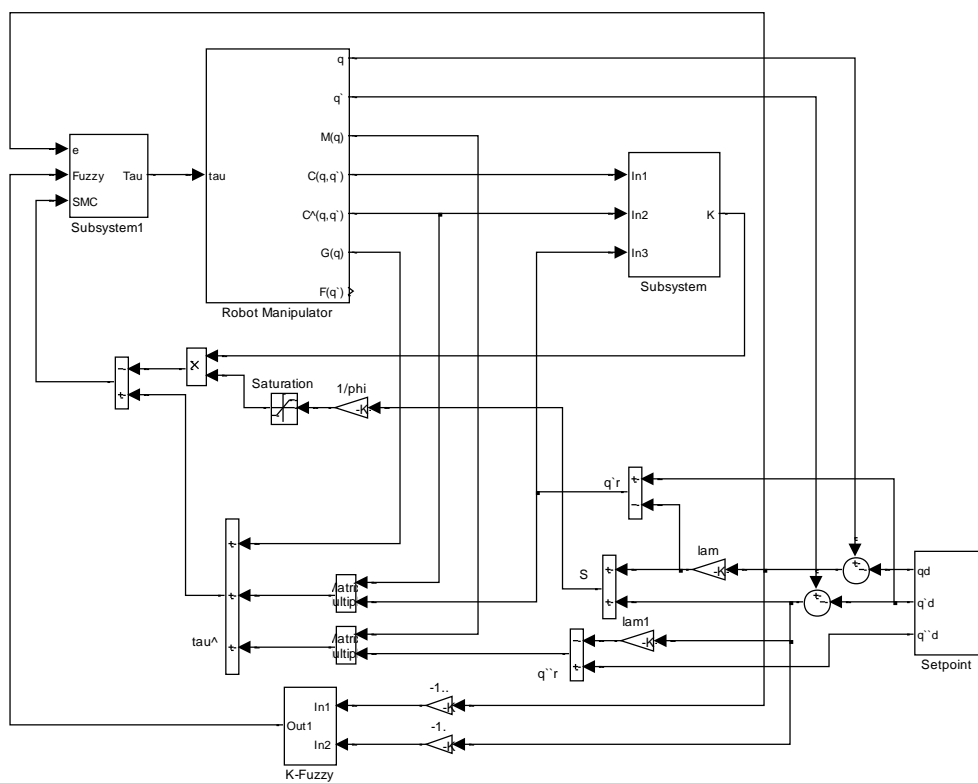 q
q`
M(q)
e
Fuzzy
Tau
SMC
Subsystem1
tau
C(q,q`)
C^(q,q`)
G(q)
F(q`)
Robot Manipulator
In1
In2
In3
K
Subsystem
+
X
Saturation
1/phi
-K-
q`r
+
lam
-K-
+
-
qd
S
+
+
+
-
q`d
lam1
-K-
q``d
tau^
+
+
+
q``r
+
Setpoint
-1..
-K-
In1
Out1
-1.
-K-
In2
K-Fuzzy